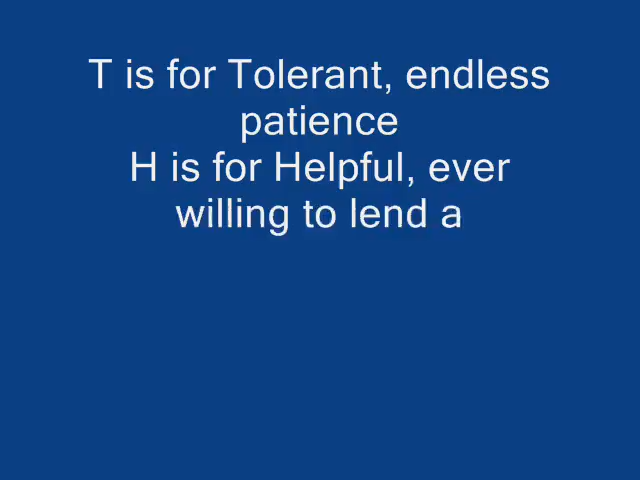 T is for Tolerant, endless
patience
H is for Helpful, ever
willing to lend a